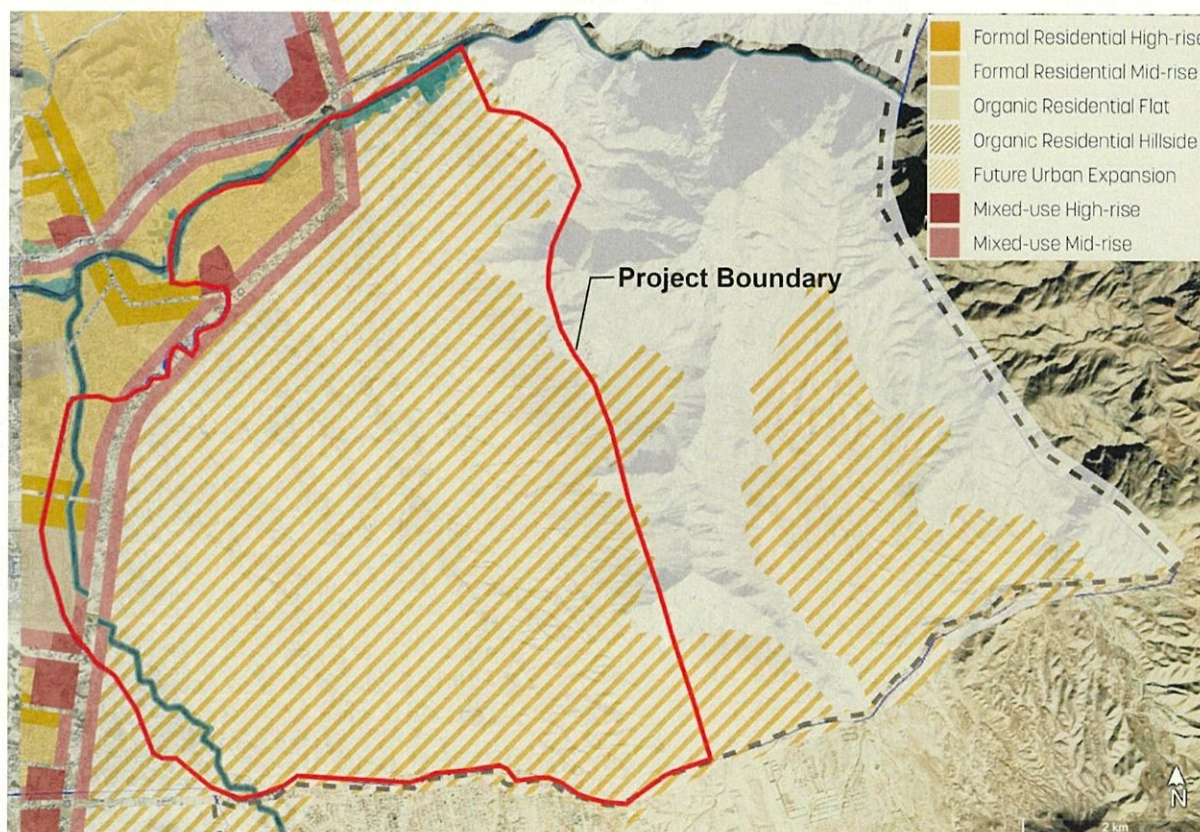 Formal Residential High-rise
Formal Residential Mid-rise
Organic Residential Flat
Organic Residential Hillside
Future Urban Expansion
Mixed-use High-rise
Mixed-use Mid-rise
Project Boundary
N
2 km